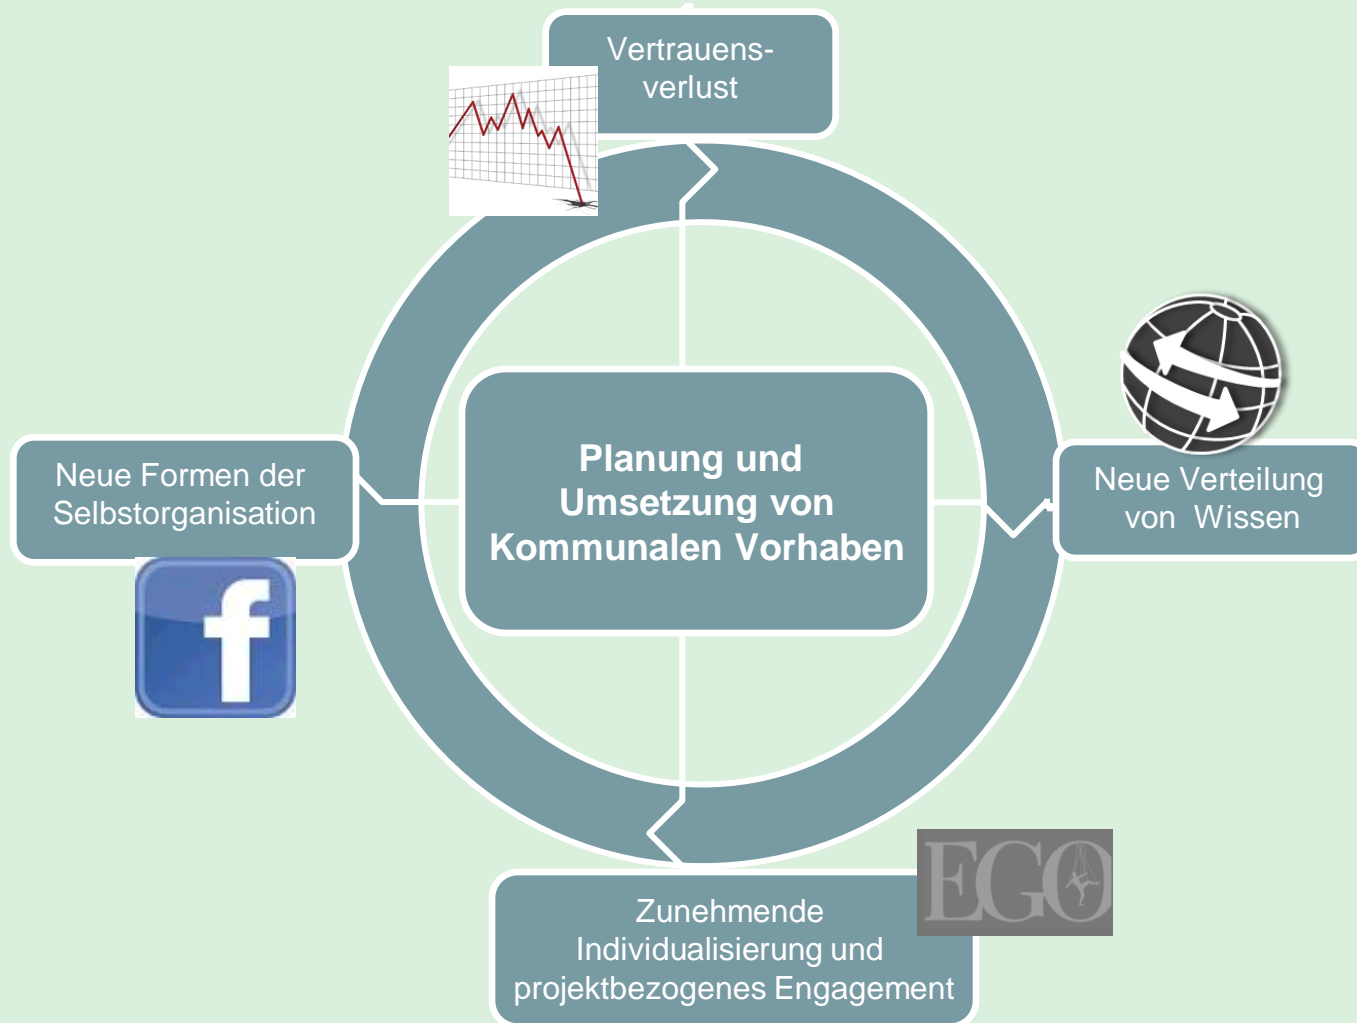 Vertrauens-
verlust
Neue Formen der
Selbstorganisation
f
Planung und
Umsetzung von
Kommunalen Vorhaben
Neue Verteilung
von  Wissen
EGO
Zunehmende
Individualisierung und
projektbezogenes Engagement